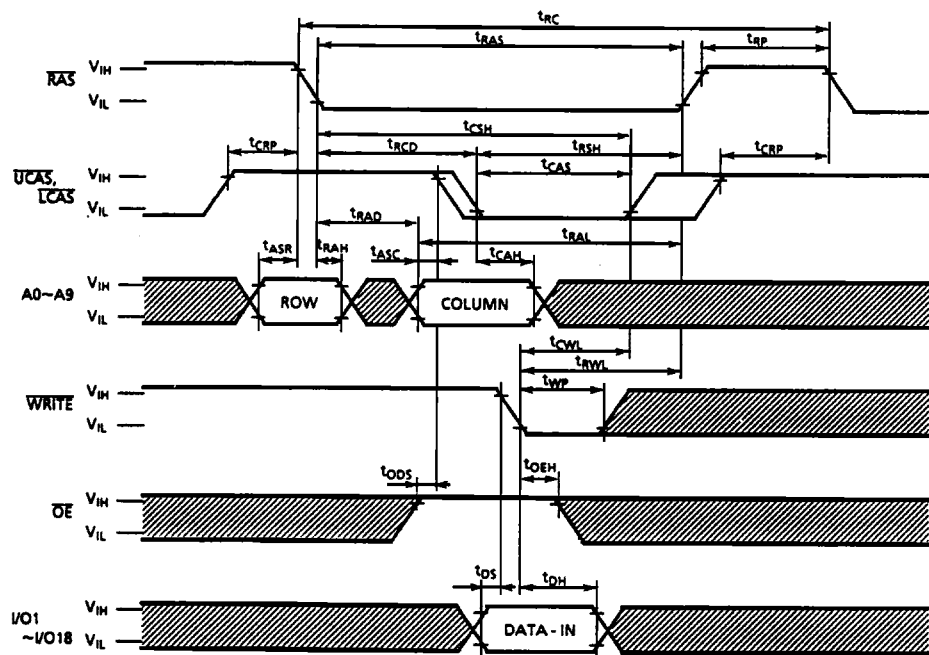 tRC
tRAS
tRP
RAS
VIH
VIL
tCSH
tCRP
tRCD
tRSH
tCRP
UCAS,
LCAS
VIH
VIL
tCAS
tRAD
tRAL
tASR
tRAH
tASC
tCAH
A0~A9
VIH
VIL
ROW
COLUMN
tCWL
tRWL
tWP
WRITE
VIH
VIL
tODS
tOEH
OE
VIH
VIL
tDS
tDH
I/O1
~I/O18
VIH
VIL
DATA - IN